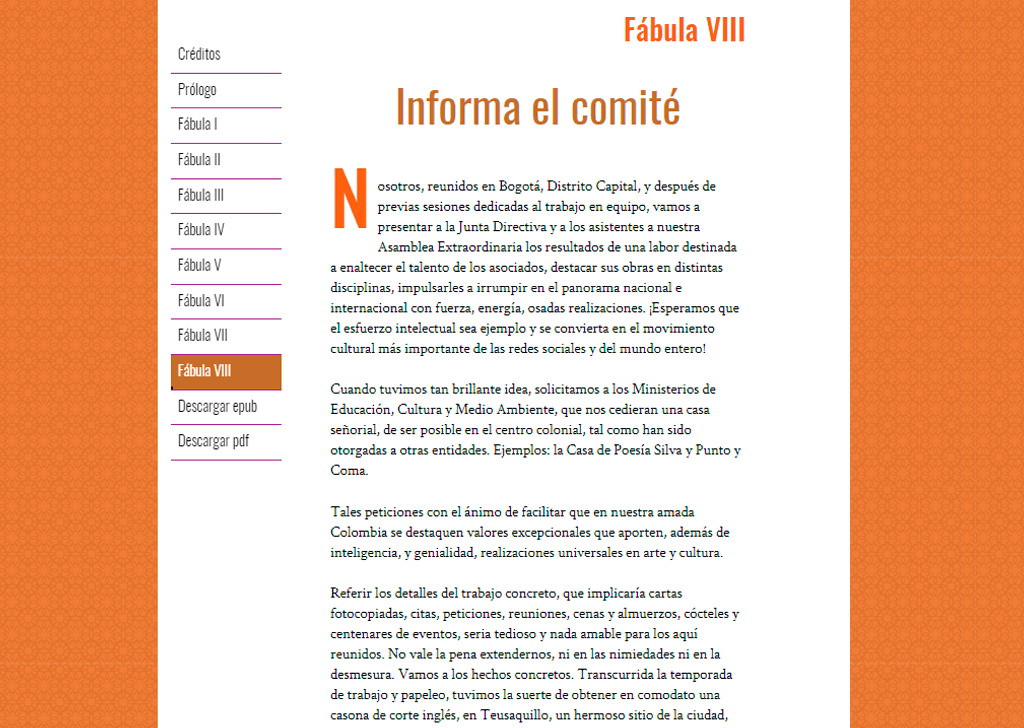 Fábula VIII
Créditos
Prólogo
Fábula I
Fábula II
Fábula III
Fábula IV
Fábula V
Fábula VI
Fábula VII
Fábula VIII
Descargar epub
Descargar pdf
Informa el comité
Nosotros, reunidos en Bogotá, Distrito Capital, y después de
previas sesiones dedicadas al trabajo en equipo, vamos a
presentar a la Junta Directiva y a los asistentes a nuestra
Asamblea Extraordinaria los resultados de una labor destinada
a enaltecer el talento de los asociados, destacar sus obras en distintas
disciplinas, impulsarles a irrumpir en el panorama nacional e
internacional con fuerza, energía, osadas realizaciones. ¡Esperamos que
el esfuerzo intelectual sea ejemplo y se convierta en el movimiento
cultural más importante de las redes sociales y del mundo entero!
Cuando tuvimos tan brillante idea, solicitamos a los Ministerios de
Educación, Cultura y Medio Ambiente, que nos cedieran una casa
señorial, de ser posible en el centro colonial, tal como han sido
otorgadas a otras entidades. Ejemplos: la Casa de Poesía Silva y Punto y
Coma.
Tales peticiones con el ánimo de facilitar que en nuestra amada
Colombia se destaquen valores excepcionales que aporten, además de
inteligencia, y genialidad, realizaciones universales en arte y cultura.
Referir los detalles del trabajo concreto, que implicaría cartas
fotocopiadas, citas, peticiones, reuniones, cenas y almuerzos, cócteles y
centenares de eventos, seria tedioso y nada amable para los aquí
reunidos. No vale la pena extendernos, ni en las nimiedades ni en la
desmesura. Vamos a los hechos concretos. Transcurrida la temporada
de trabajo y papeleo, tuvimos la suerte de obtener en comodato una
casona de corte inglés, en Teusaquillo, un hermoso sitio de la ciudad,